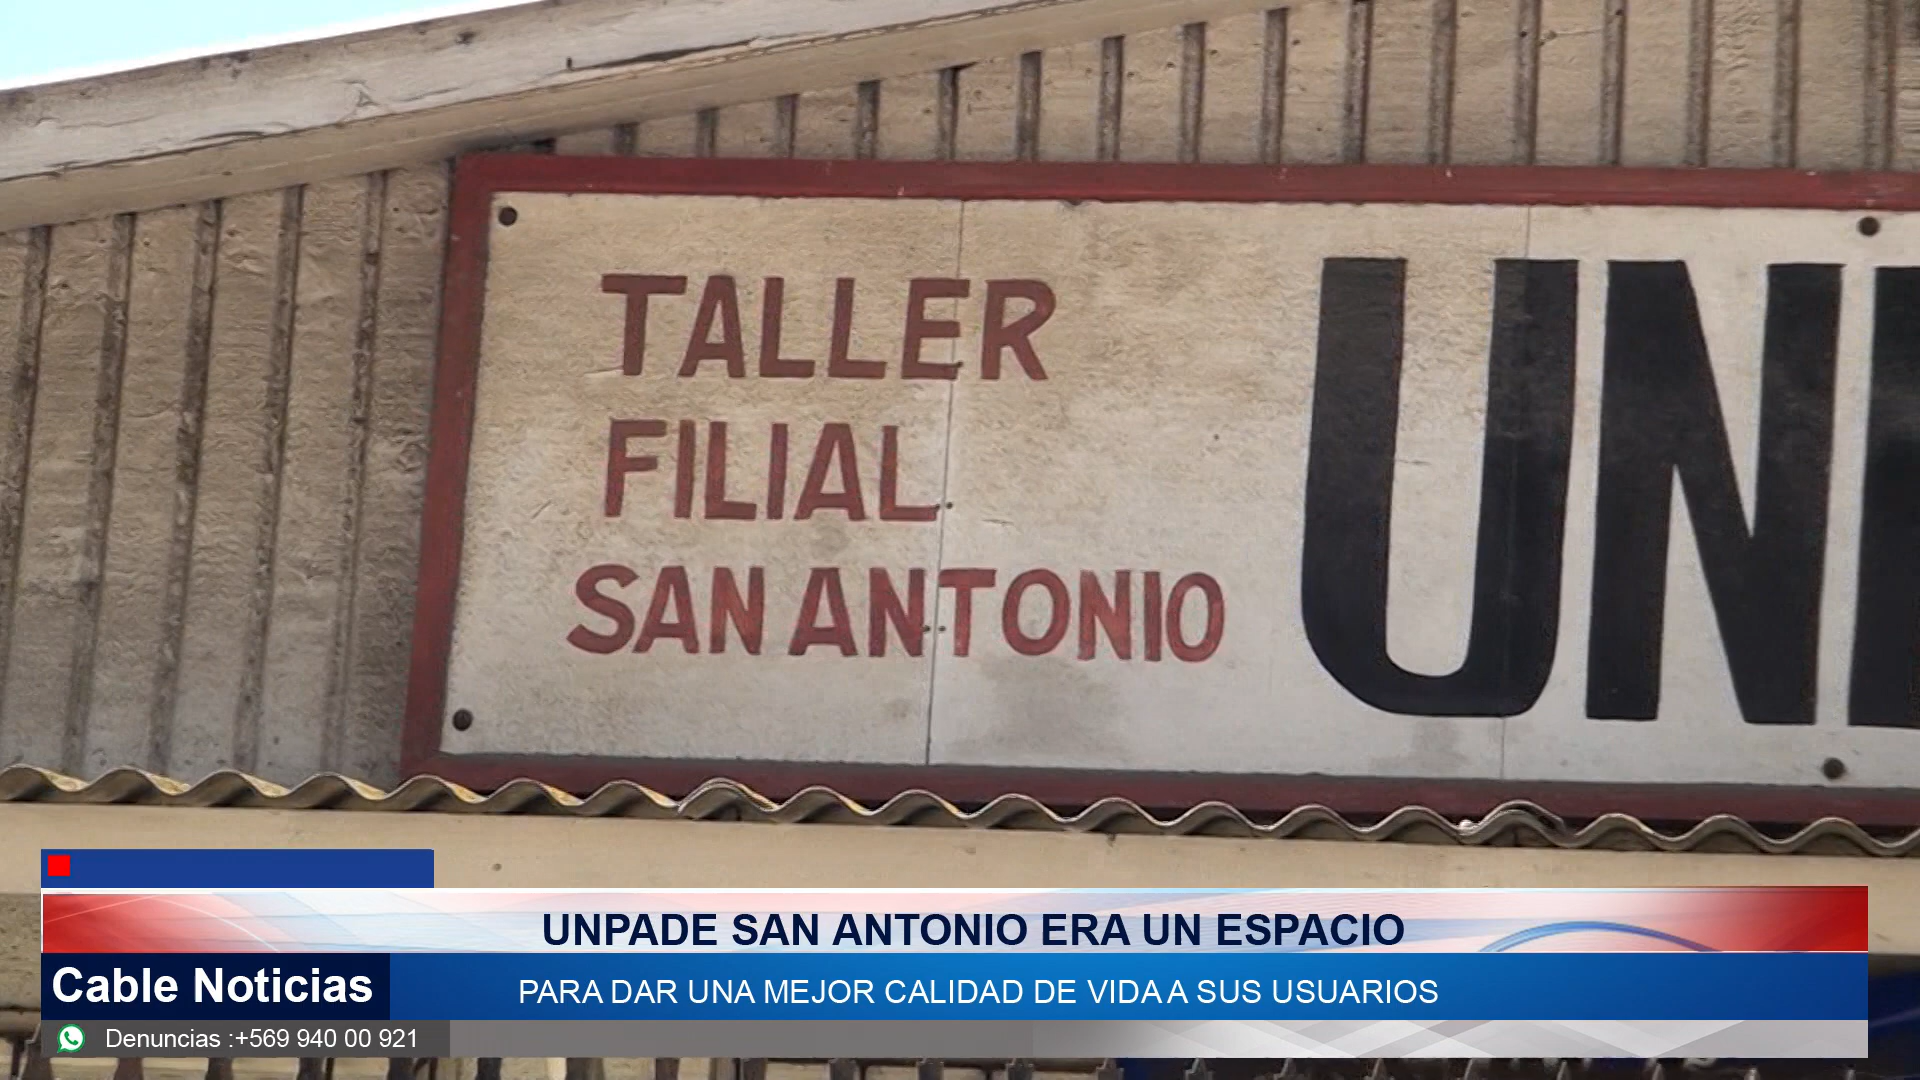 TALLER
FILIAL
SAN ANTONIO
UN
UNPADE SAN ANTONIO ERA UN ESPACIO
Cable Noticias
PARA DAR UNA MEJOR CALIDAD DE VIDA A SUS USUARIOS
Denuncias :+569 940 00 921